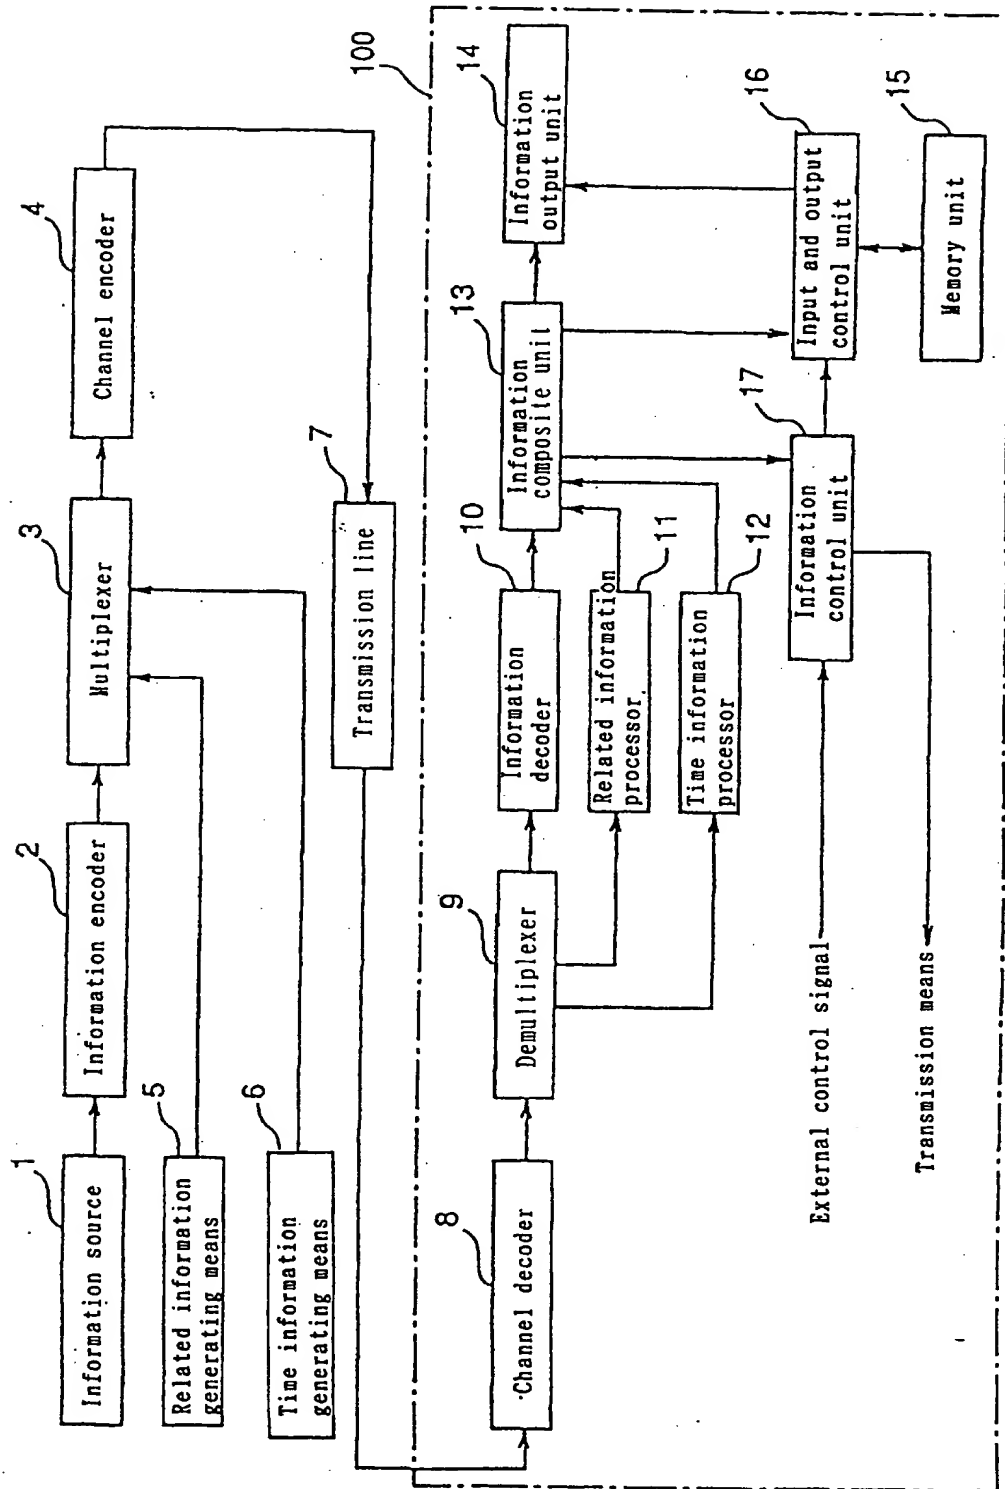 1
Information source
2
Information encoder
3
Multiplexer
4
Channel encoder
5
Related information
generating means
6
Time information
generating means
7
Transmission line
100
8
Channel decoder
9
Demultiplexer
10
Information
decoder
11
Related information
processor
12
Time information
processor
13
Information
composite unit
14
Information
output unit
16
Input and output
control unit
15
Memory unit
17
Information
control unit
External control signal
Transmission means